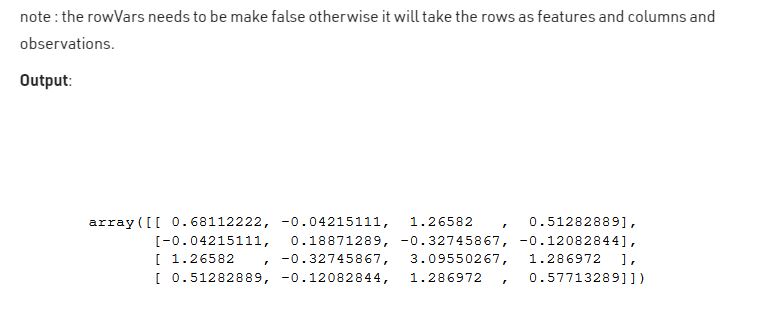 note : the rowVars needs to be make false otherwise it will take the rows as features and columns and
observations.
Output:
array([[ 0.68112222, -0.04215111,  1.26582   ,  0.51282889],
[-0.04215111,  0.18871289, -0.32745867, -0.12082844],
[ 1.26582   , -0.32745867,  3.09550267,  1.286972  ],
[ 0.51282889, -0.12082844,  1.286972  ,  0.57713289]])